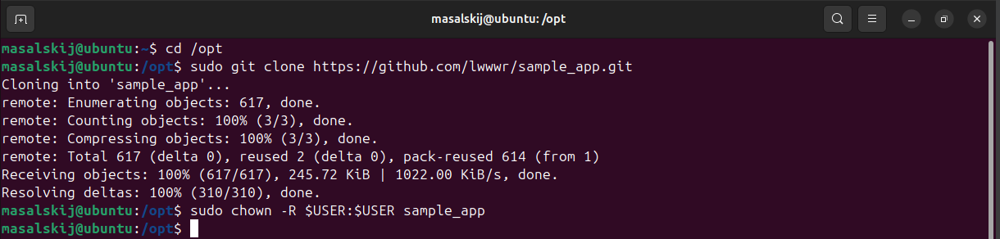 masalskij@ubuntu: /opt
masalskij@ubuntu:~$ cd /opt
masalskij@ubuntu:/opt$ sudo git clone https://github.com/lwwwr/sample_app.git
Cloning into 'sample_app'...
remote: Enumerating objects: 617, done.
remote: Counting objects: 100% (3/3), done.
remote: Compressing objects: 100% (3/3), done.
remote: Total 617 (delta 0), reused 2 (delta 0), pack-reused 614 (from 1)
Receiving objects: 100% (617/617), 245.72 KiB | 1022.00 KiB/s, done.
Resolving deltas: 100% (310/310), done.
masalskij@ubuntu:/opt$ sudo chown -R $USER:$USER sample_app
masalskij@ubuntu:/opt$